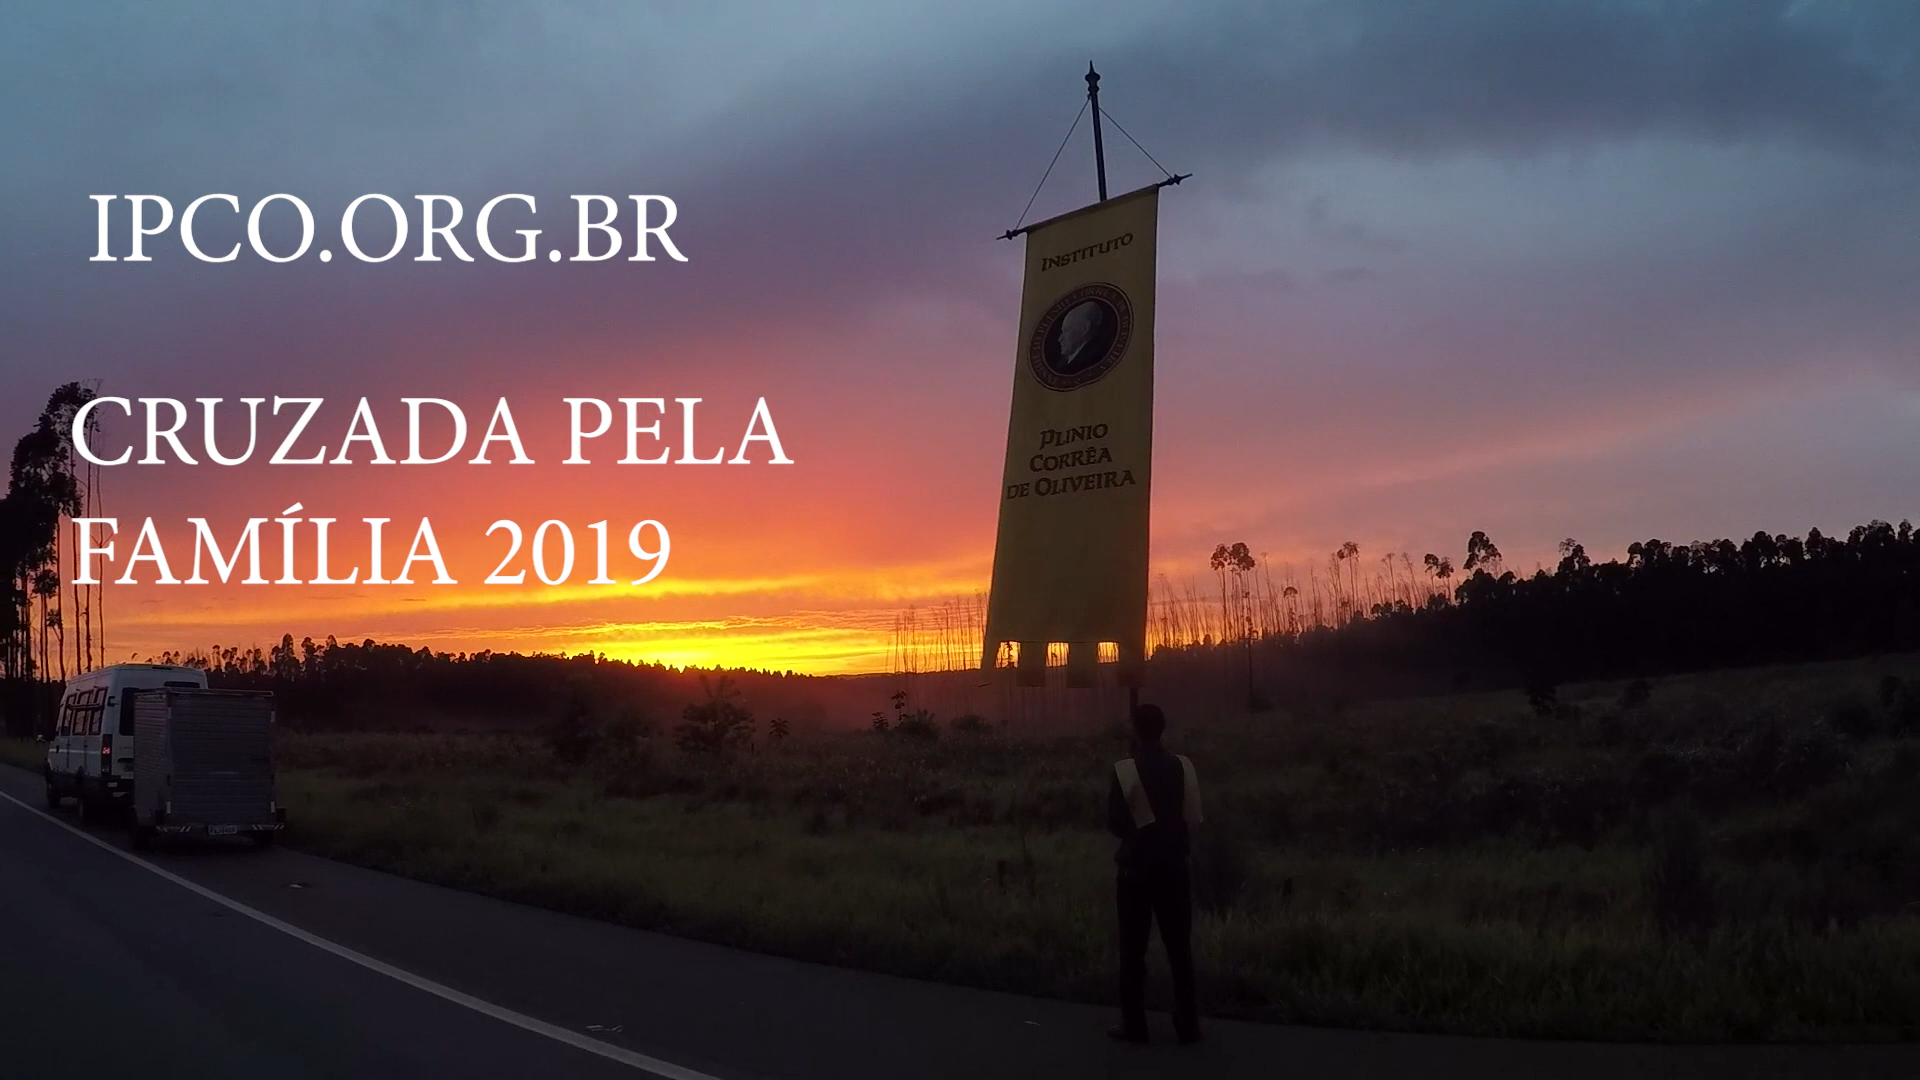 IPCO.ORG.BR
CRUZADA PELA
FAMÍLIA 2019
INSTITUTO
PLINIO
CORRÊA
DE OLIVEIRA